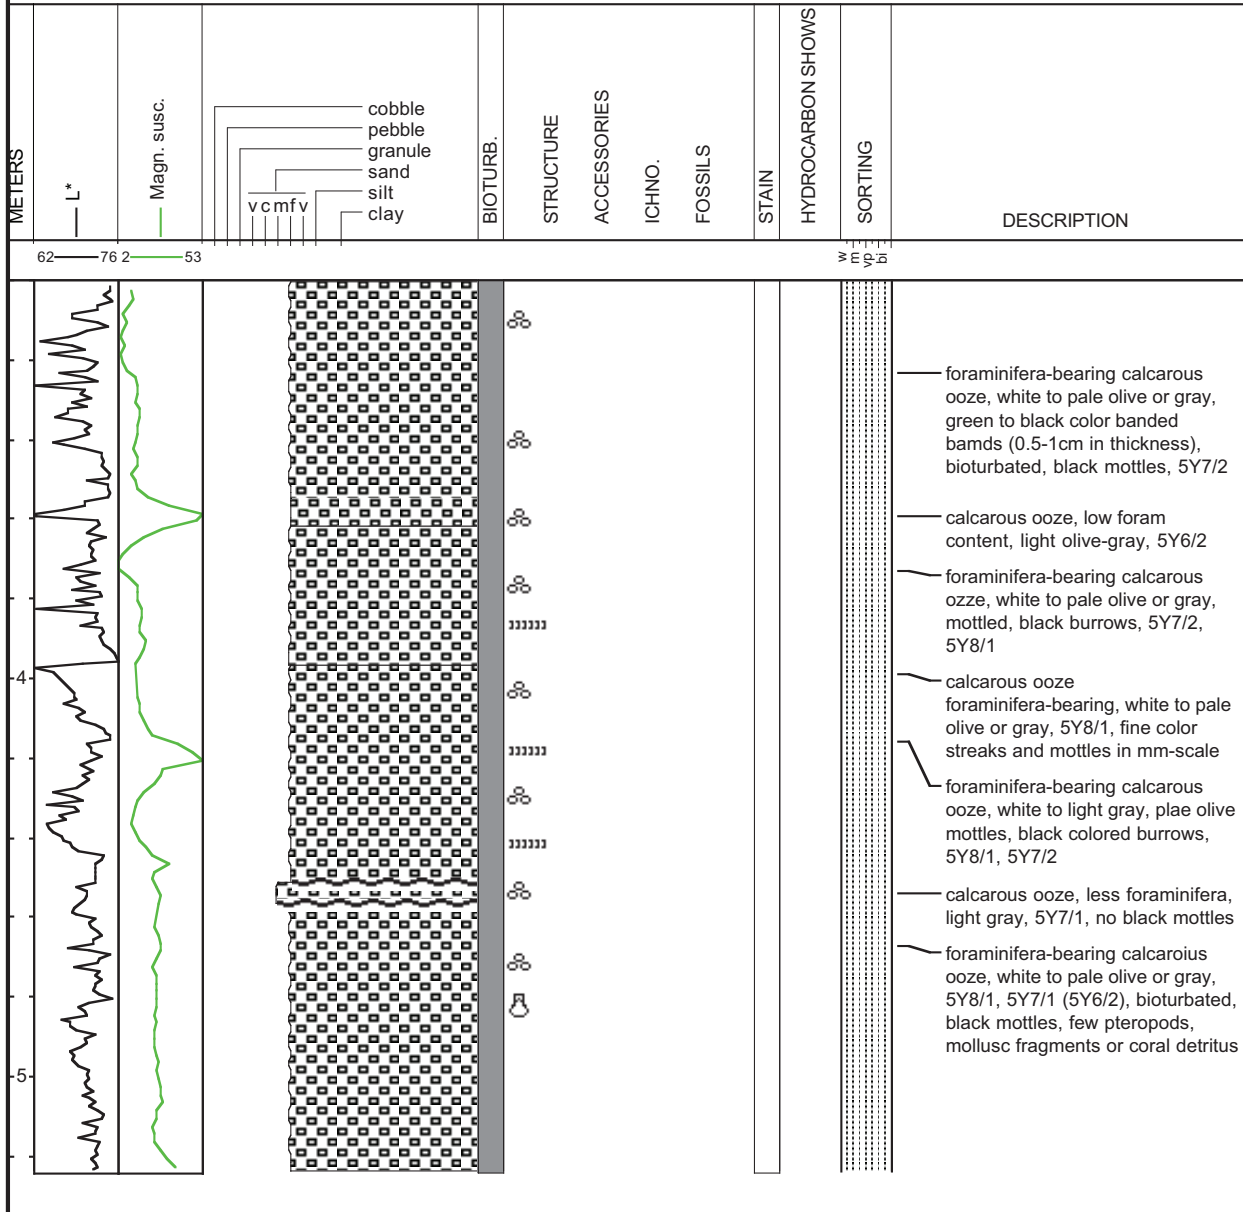 METERS
L*
Magn. susc.
cobble
pebble
granule
sand
silt
clay
v c m f v
BIOTURB.
STRUCTURE
ACCESSORIES
ICHNO.
FOSSILS
STAIN
HYDROCARBON SHOWS
SORTING
DESCRIPTION
62 76 2 53
w
m
vp
bi
foraminifera-bearing calcarous
ooze, white to pale olive or gray,
green to black color banded
bamds (0.5-1cm in thickness),
bioturbated, black mottles, 5Y7/2
calcarous ooze, low foram
content, light olive-gray, 5Y6/2
foraminifera-bearing calcarous
ozze, white to pale olive or gray,
mottled, black burrows, 5Y7/2,
5Y8/1
4
calcarous ooze
foraminifera-bearing, white to pale
olive or gray, 5Y8/1, fine color
streaks and mottles in mm-scale
foraminifera-bearing calcarous
ooze, white to light gray, plae olive
mottles, black colored burrows,
5Y8/1, 5Y7/2
calcarous ooze, less foraminifera,
light gray, 5Y7/1, no black mottles
foraminifera-bearing calcaroius
ooze, white to pale olive or gray,
5Y8/1, 5Y7/1 (5Y6/2), bioturbated,
black mottles, few pteropods,
mollusc fragments or coral detritus
5